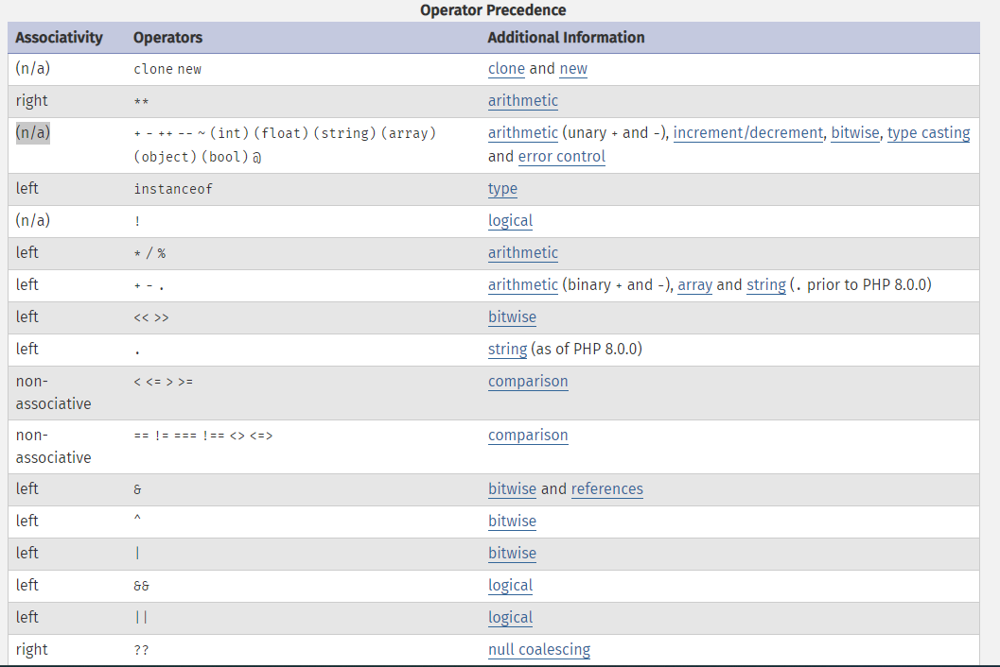 Operator Precedence
Associativity Operators Additional Information
(n/a) clone new clone and new
right ** arithmetic
(n/a) + - ++ -- ~ (int) (float) (string) (array) arithmetic (unary + and -), increment/decrement, bitwise, type casting
(object) (bool) @ and error control
left instanceof type
(n/a) ! logical
left * / % arithmetic
left + - . arithmetic (binary + and -), array and string (. prior to PHP 8.0.0)
left << >> bitwise
left . string (as of PHP 8.0.0)
non- < <= > >= comparison
associative
non- == != === !== <> <=> comparison
associative
left & bitwise and references
left ^ bitwise
left | bitwise
left && logical
left || logical
right ?? null coalescing